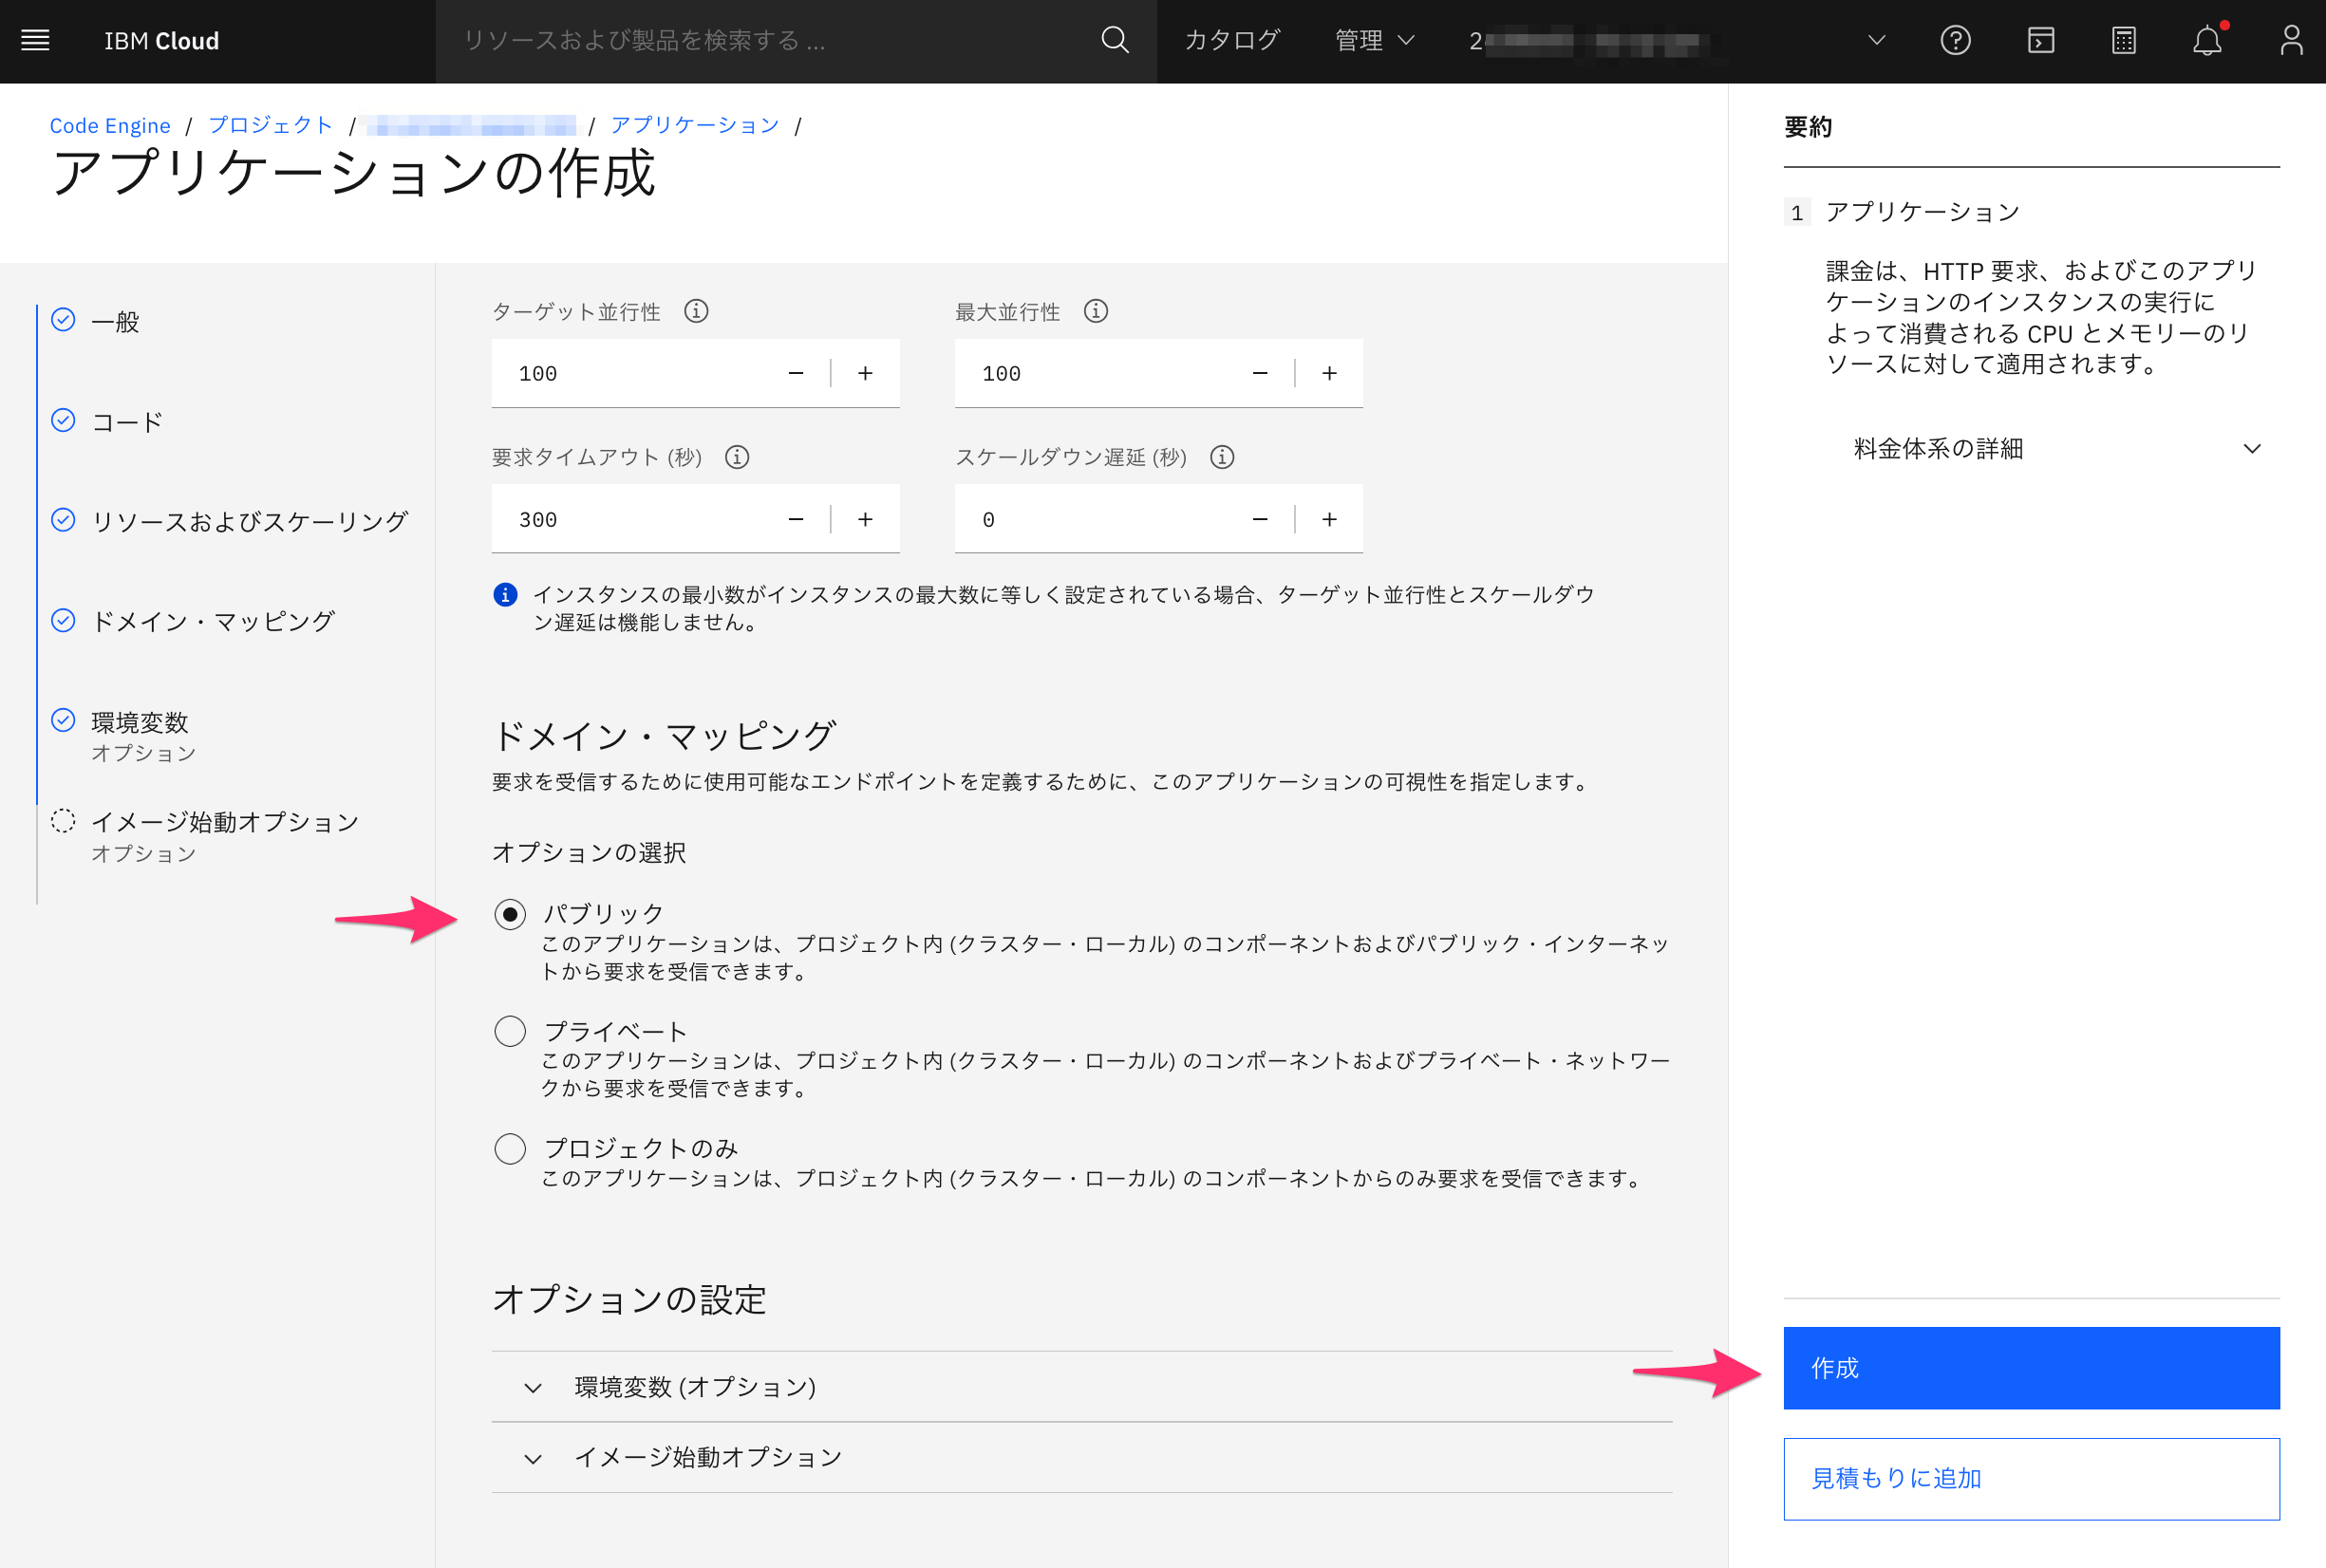 IBM Cloud
リソースおよび製品を検索する ...
カタログ
管理
Code Engine / プロジェクト / / アプリケーション /
アプリケーションの作成
一般
コード
リソースおよびスケーリング
ドメイン・マッピング
環境変数
オプション
イメージ始動オプション
オプション
ターゲット並行性
最大並行性
100
100
要求タイムアウト (秒)
スケールダウン遅延 (秒)
300
0
インスタンスの最小数がインスタンスの最大数に等しく設定されている場合、ターゲット並行性とスケールダウ
ン遅延は機能しません。
ドメイン・マッピング
要求を受信するために使用可能なエンドポイントを定義するために、このアプリケーションの可視性を指定します。
オプションの選択
パブリック
このアプリケーションは、プロジェクト内 (クラスター・ローカル) のコンポーネントおよびパブリック・インターネッ
トから要求を受信できます。
プライベート
このアプリケーションは、プロジェクト内 (クラスター・ローカル) のコンポーネントおよびプライベート・ネットワー
クから要求を受信できます。
プロジェクトのみ
このアプリケーションは、プロジェクト内 (クラスター・ローカル) のコンポーネントからのみ要求を受信できます。
オプションの設定
環境変数 (オプション)
イメージ始動オプション
要約
1 アプリケーション
課金は、HTTP 要求、およびこのアプリ
ケーションのインスタンスの実行に
よって消費される CPU とメモリーのリ
ソースに対して適用されます。
料金体系の詳細
作成
見積もりに追加